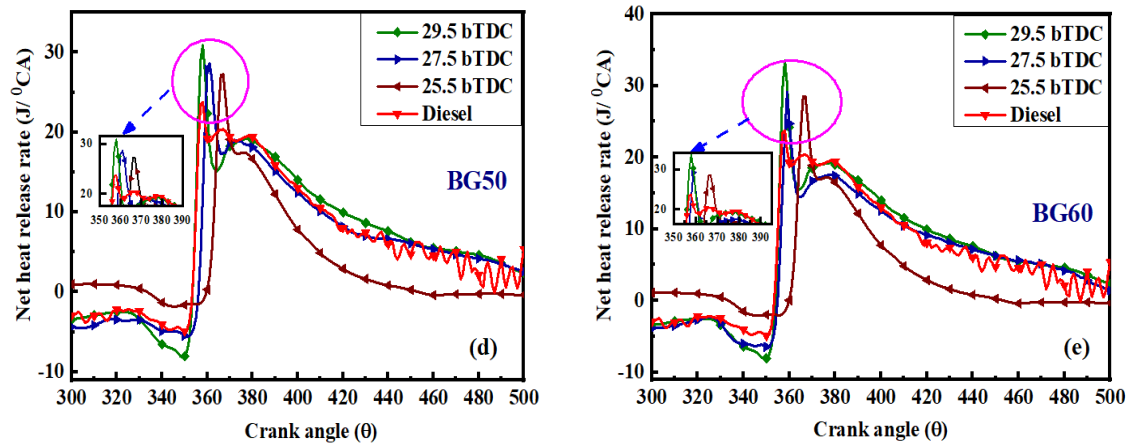 Net heat release rate (J/ ⁰CA)
30
20
10
0
-10
29.5 bTDC
27.5 bTDC
25.5 bTDC
Diesel
30
20
350 360 370 380 390
BG50
(d)
300 320 340 360 380 400 420 440 460 480 500
Crank angle (θ)
Net heat release rate (J/ ⁰CA)
40
30
20
10
0
-10
29.5 bTDC
27.5 bTDC
25.5 bTDC
Diesel
30
20
350 360 370 380 390
BG60
(e)
300 320 340 360 380 400 420 440 460 480 500
Crank angle (θ)